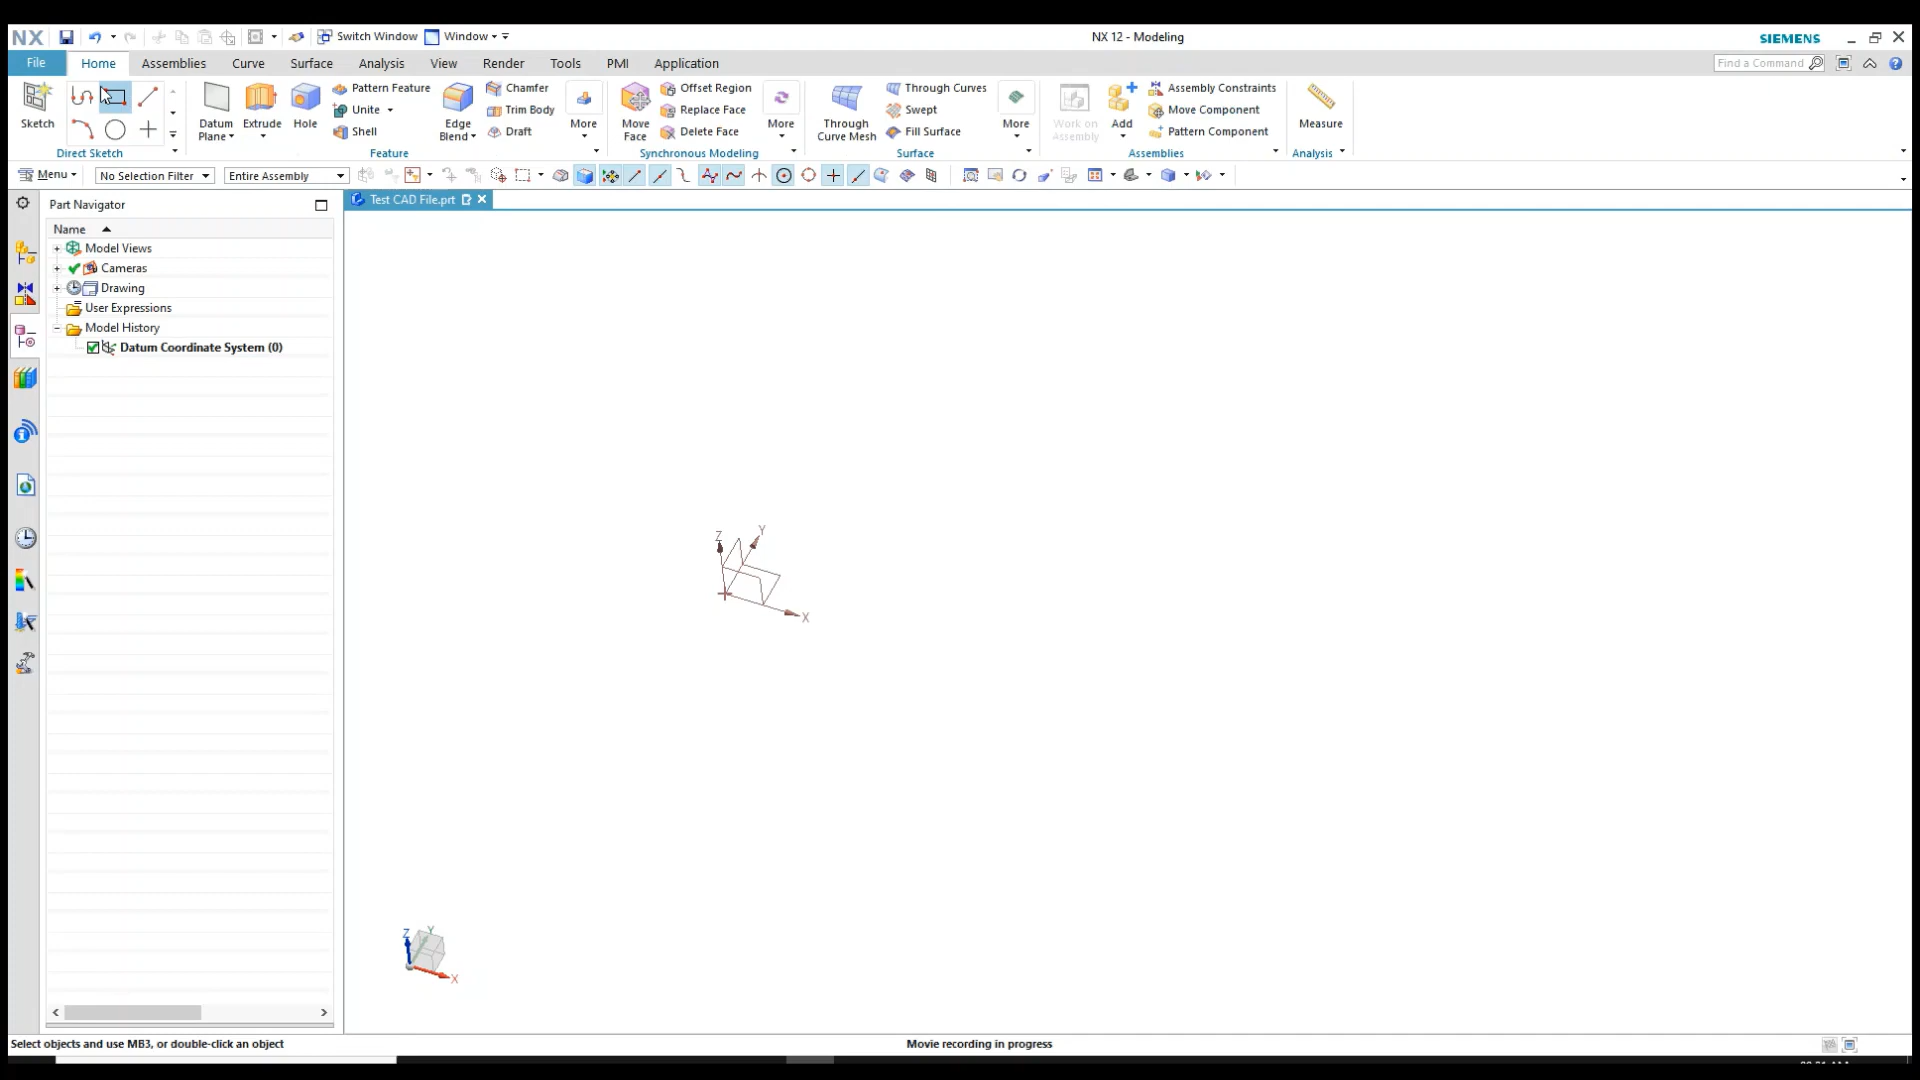 NX Switch Window Window NX 12 - Modeling SIEMENS
File Home Assemblies Curve Surface Analysis View Render Tools PMI Application Find a Command
Sketch
Direct Sketch
Datum
Plane
Extrude
Hole
Pattern Feature
Unite
Shell
Edge
Blend
Chamfer
Trim Body
Draft
More
Feature
Move
Face
Offset Region
Replace Face
Delete Face
More
Synchronous Modeling
Through
Curve Mesh
Through Curves
Swept
Fill Surface
More
Surface
Work on
Assembly
Add
Assembly Constraints
Move Component
Pattern Component
Assemblies
Measure
Analysis
Menu No Selection Filter Entire Assembly
Part Navigator
Test CAD File.prt
Name
Model Views
Cameras
Drawing
User Expressions
Model History
Datum Coordinate System (0)
Z Y
X
Z Y
X
Select objects and use MB3, or double-click an object Movie recording in progress